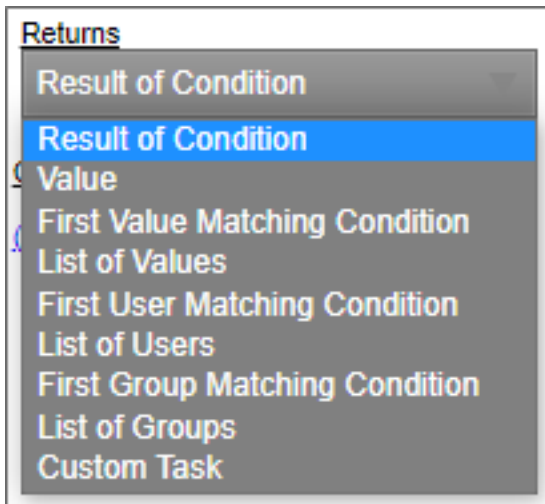 Returns
Result of Condition
Result of Condition
Value
First Value Matching Condition
List of Values
First User Matching Condition
List of Users
First Group Matching Condition
List of Groups
Custom Task